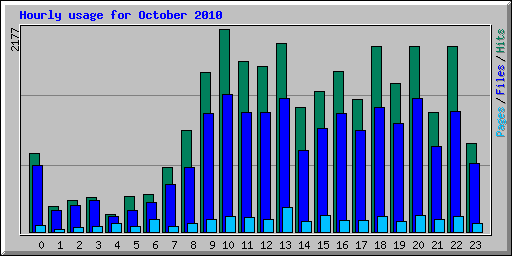 Hourly usage for October 2010
2177
Pages / Files / Hits
0 1 2 3 4 5 6 7 8 9 10 11 12 13 14 15 16 17 18 19 20 21 22 23